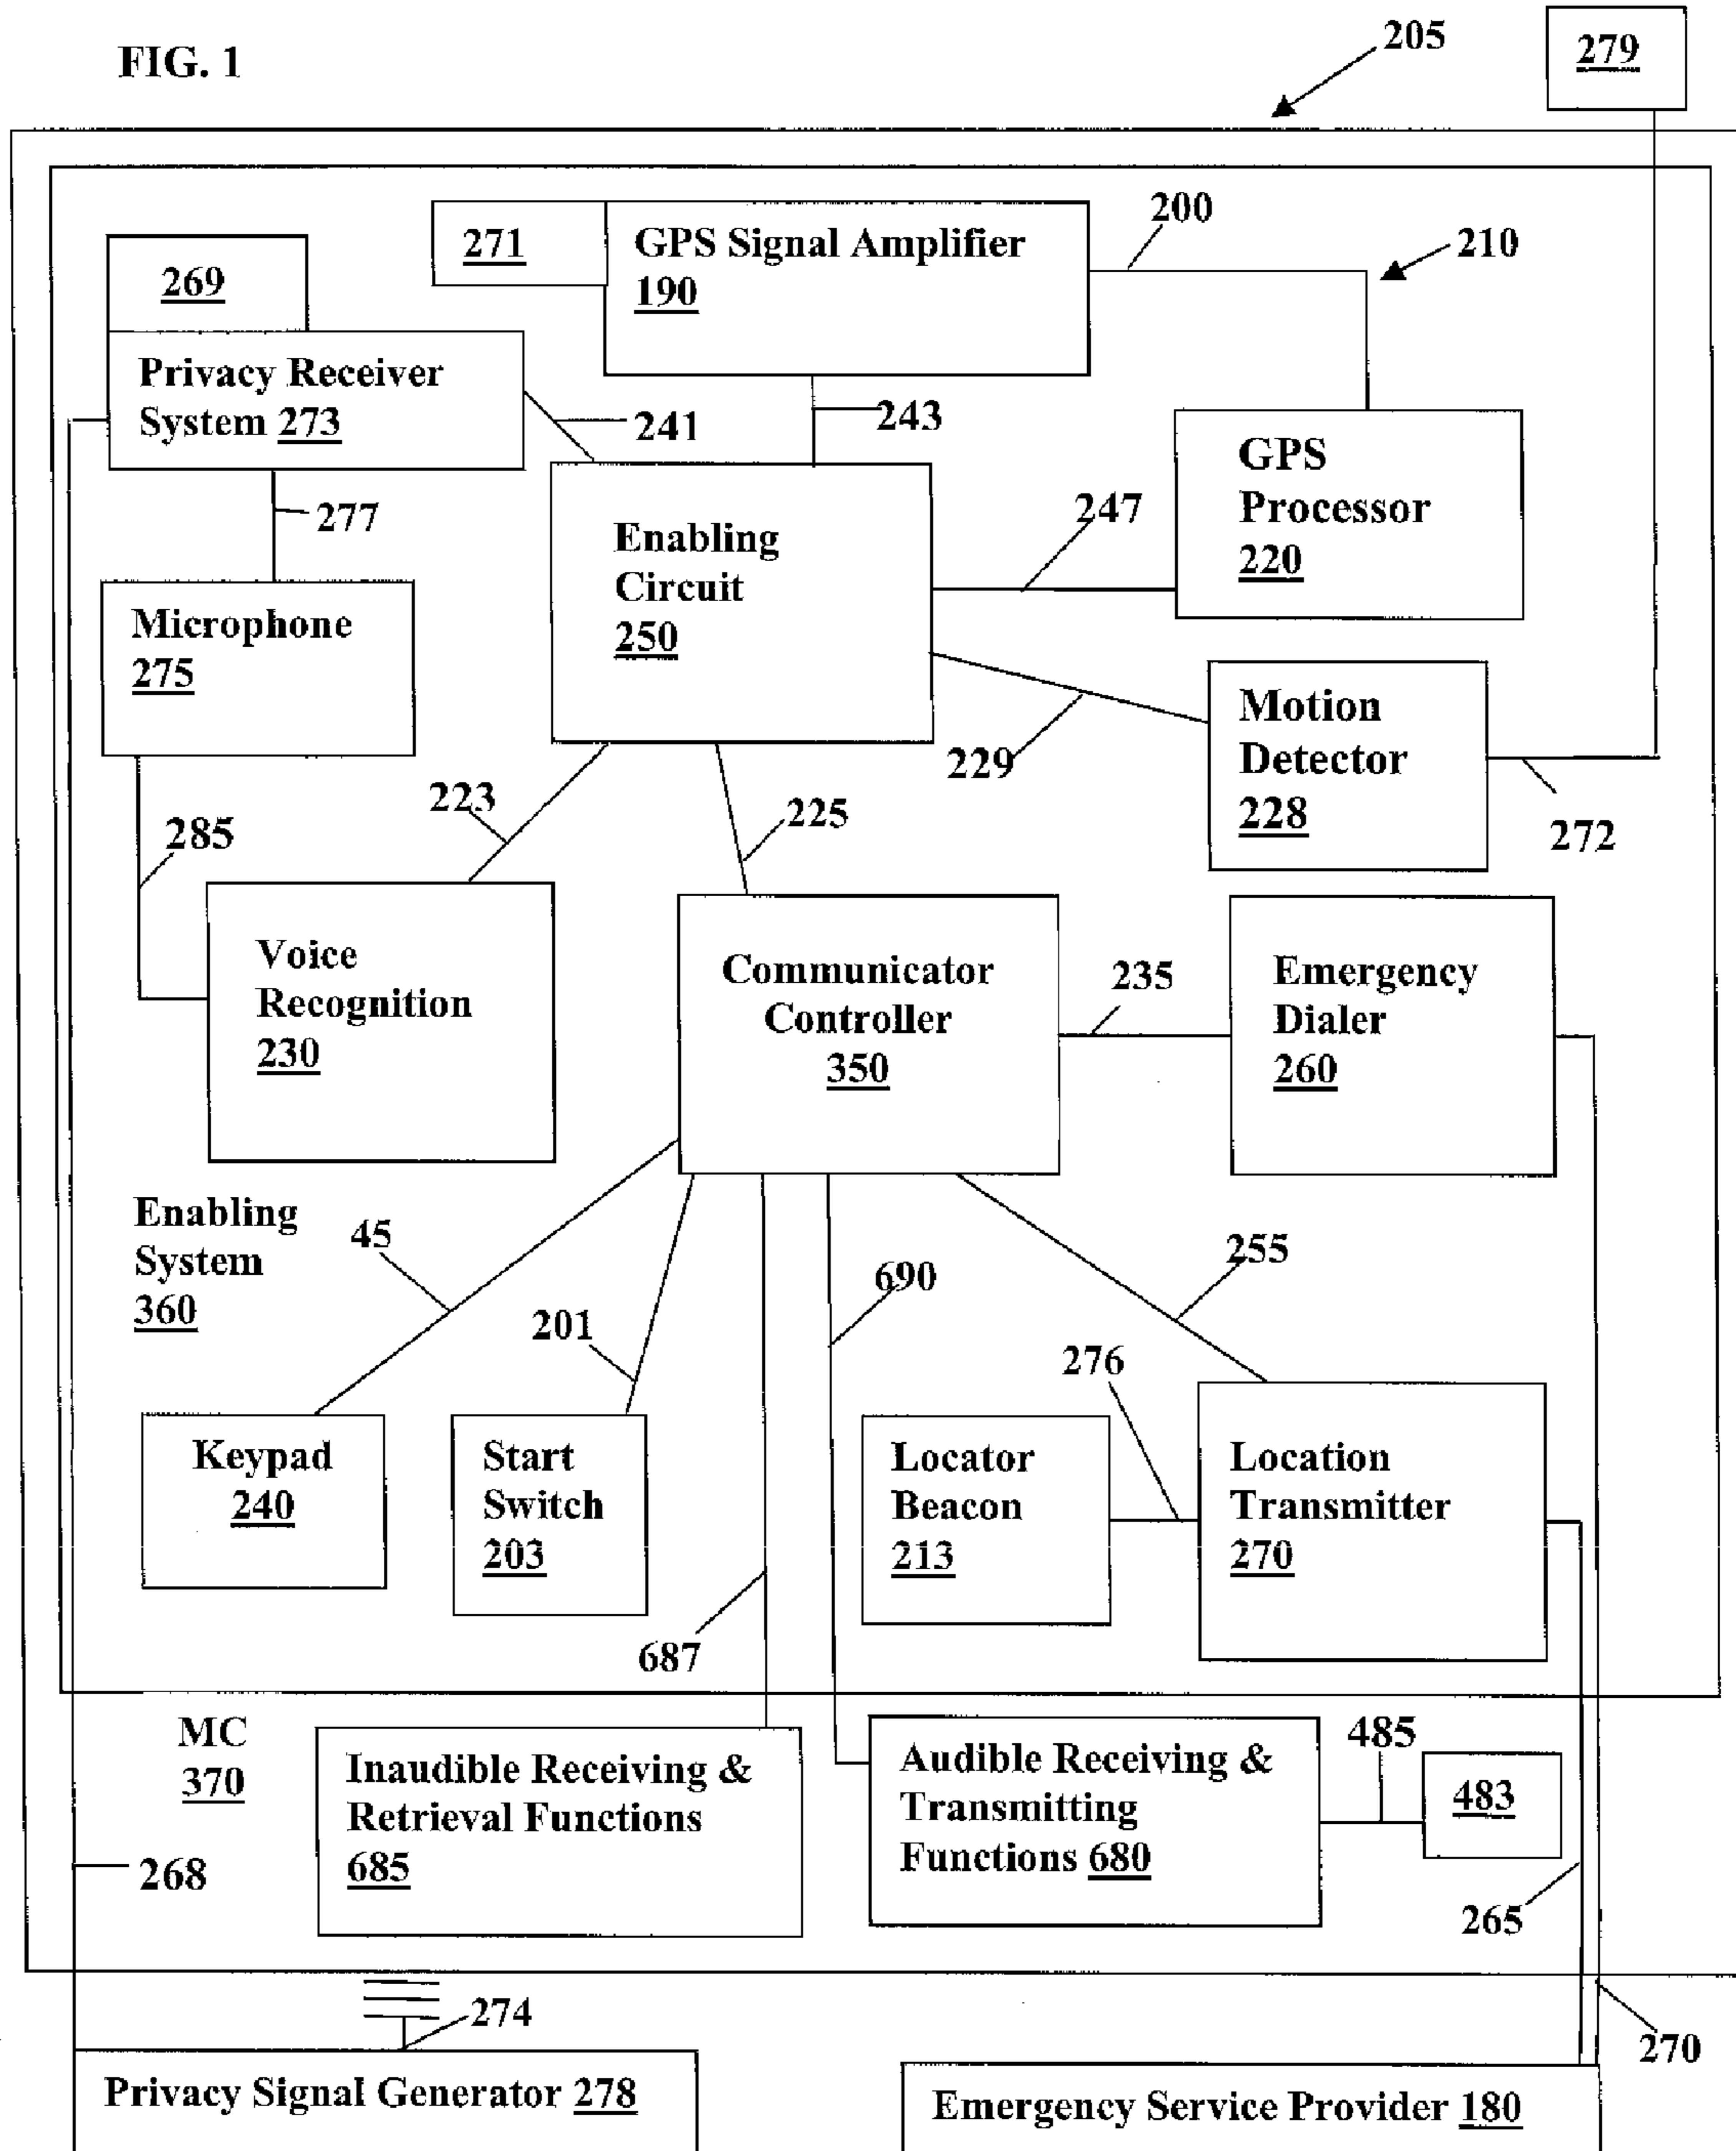 FIG. 1
205
279
200
210
271
GPS Signal Amplifier
190
269
Privacy Receiver
System 273
241
243
GPS
Processor
220
277
247
Enabling
Circuit
250
Microphone
275
Motion
Detector
228
229
272
223
225
285
Voice
Recognition
230
Communicator
Controller
350
235
Emergency
Dialer
260
Enabling
System
360
45
690
255
201
276
Keypad
240
Start
Switch
203
Locator
Beacon
213
Location
Transmitter
270
687
MC
370
Inaudible Receiving &
Retrieval Functions
685
Audible Receiving &
Transmitting
Functions 680
485
483
268
265
274
270
Privacy Signal Generator 278
Emergency Service Provider 180